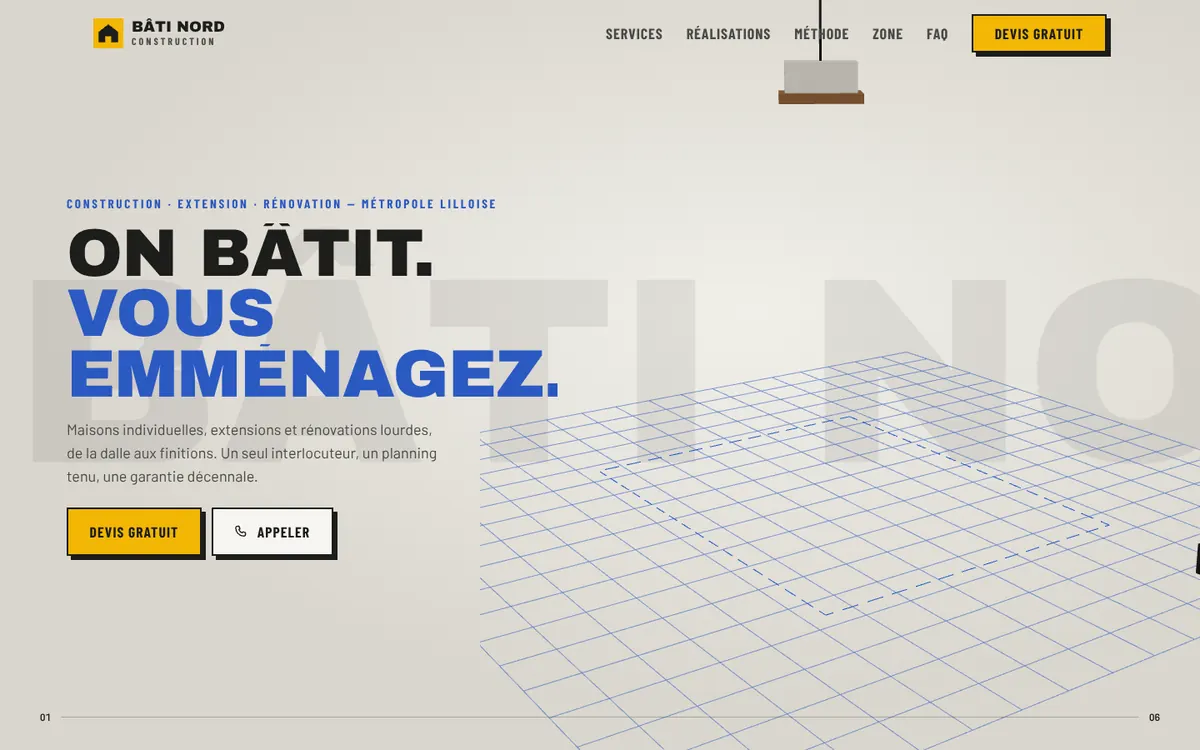 BÂTI NORD
CONSTRUCTION
SERVICES RÉALISATIONS MÉTHODE ZONE FAQ DEVIS GRATUIT
CONSTRUCTION · EXTENSION · RÉNOVATION — MÉTROPOLE LILLOISE
ON BÂTIT.
VOUS
EMMÉNAGEZ.
BÂTI NO
Maisons individuelles, extensions et rénovations lourdes,
de la dalle aux finitions. Un seul interlocuteur, un planning
tenu, une garantie décennale.
DEVIS GRATUIT APPELER
01 06